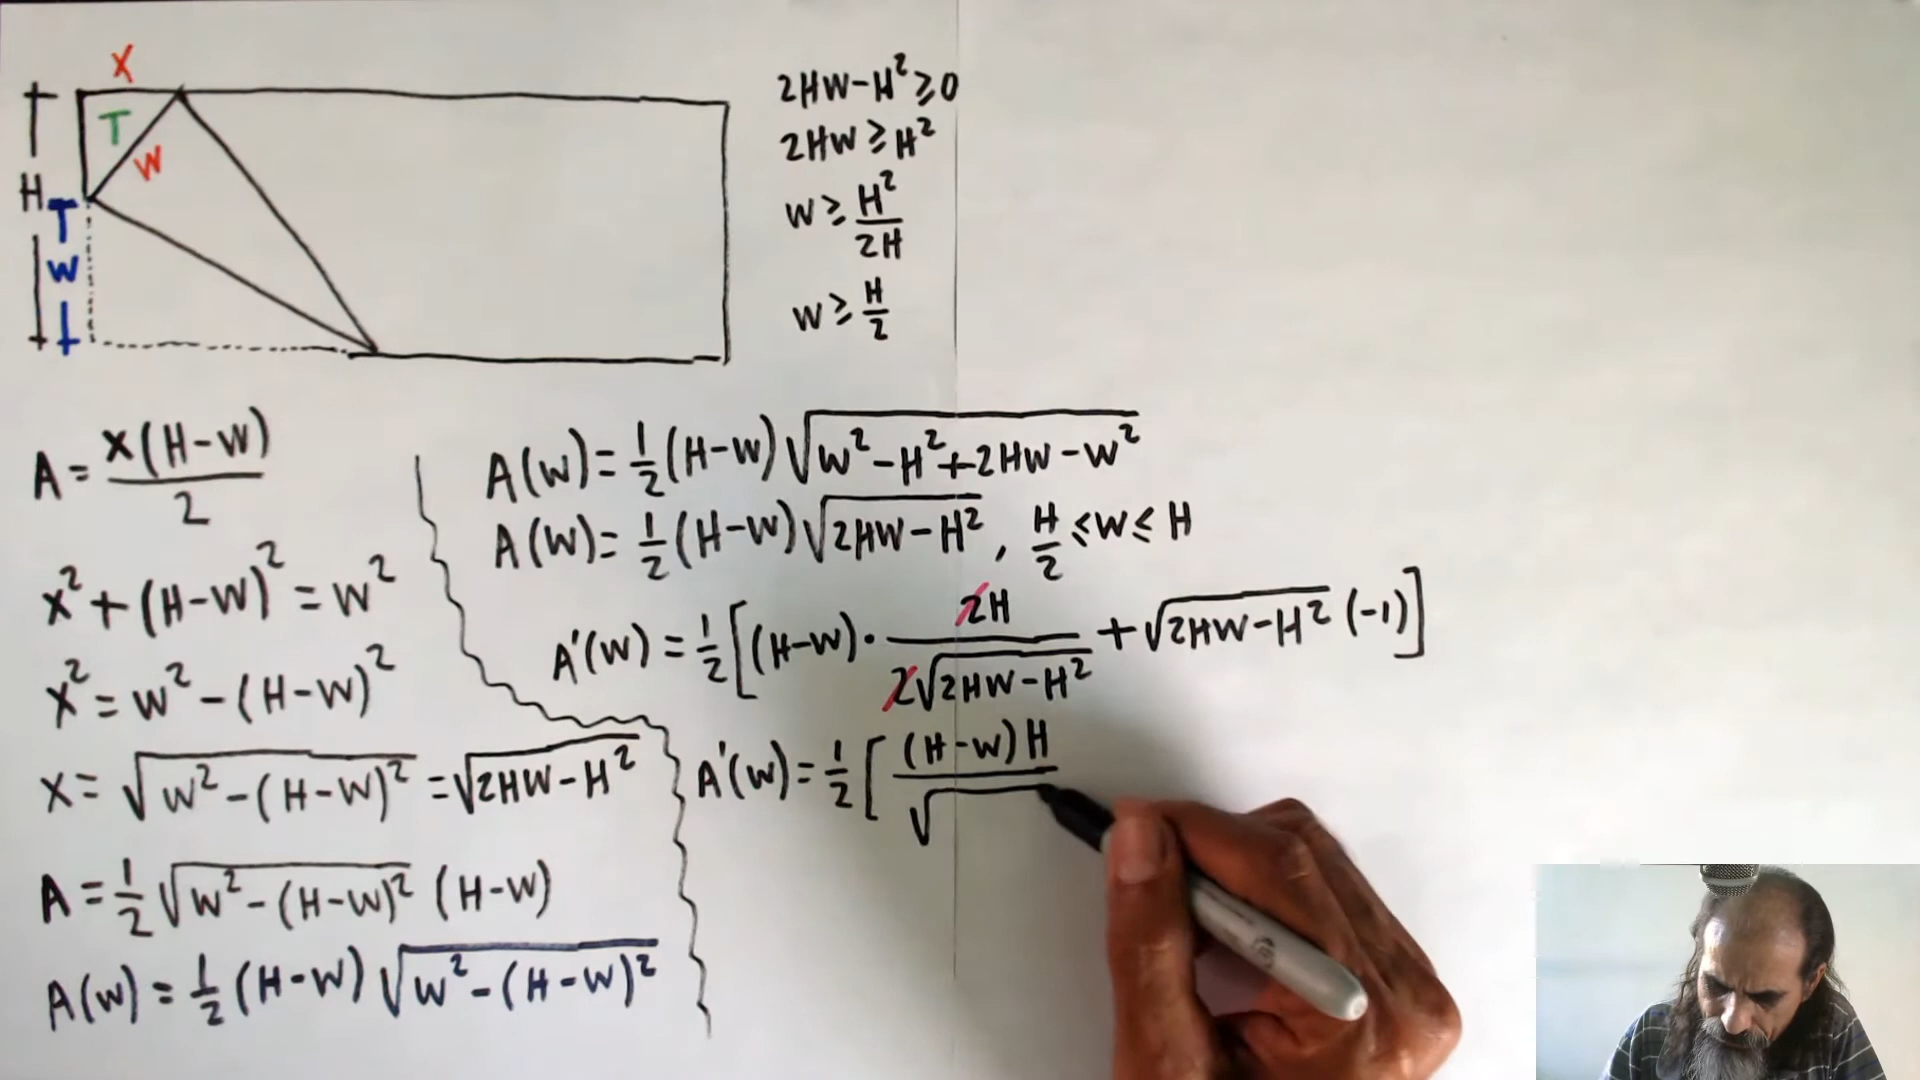 X
T
W
H
W
2HW-H²≥0
2HW≥H²
W≥H²/2H
W≥H/2
A=x(H-W)/2
x²+(H-W)²=W²
x²=W²-(H-W)²
x=√(W²-(H-W)²)=√(2HW-H²)
A=1/2√(W²-(H-W)²) (H-W)
A(W)=1/2(H-W)√(W²-(H-W)²)
A(W)=1/2(H-W)√(W²-H²+2HW-W²)
A(W)=1/2(H-W)√(2HW-H²), H/2≤W≤H
A'(W)=1/2[(H-W)·2H/2√(2HW-H²)+√(2HW-H²)(-1)]
A'(W)=1/2[(H-W)H/√